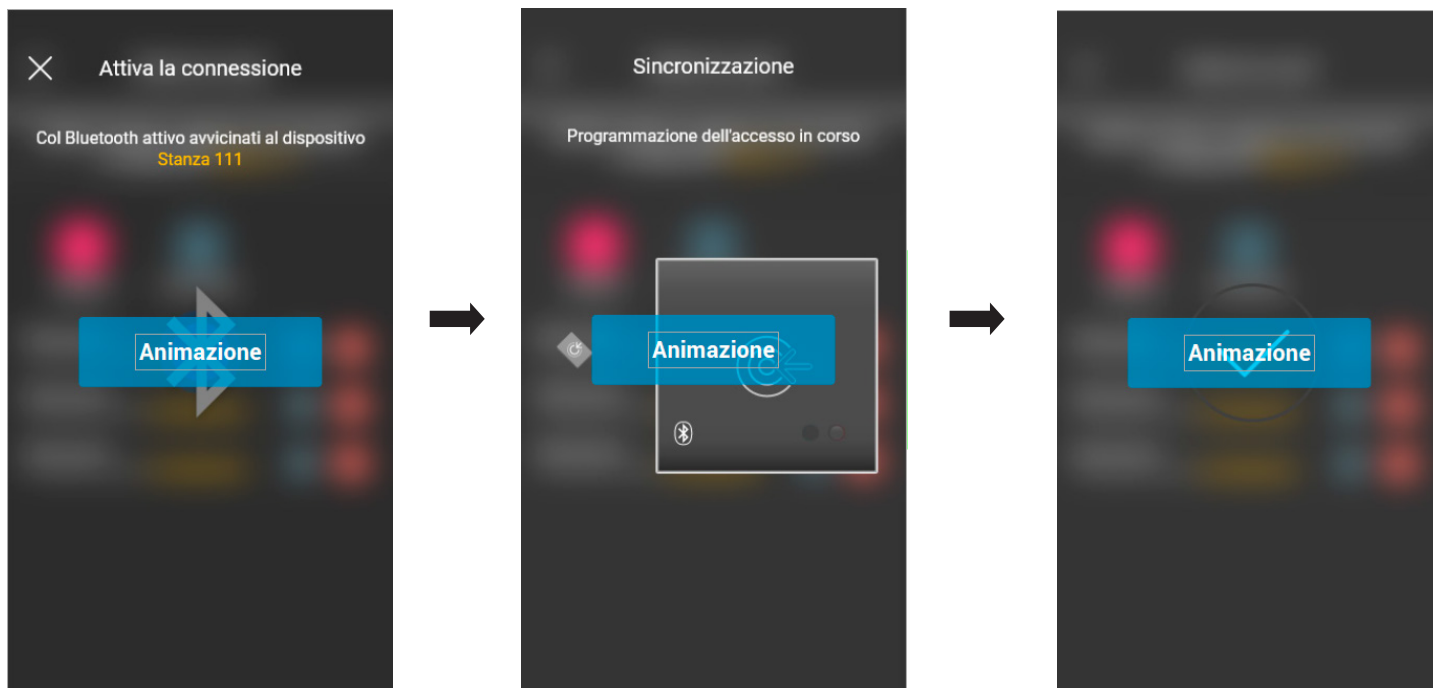 Attiva la connessione
Col Bluetooth attivo avvicinati al dispositivo
Stanza 111
Animazione
Sincronizzazione
Programmazione dell'accesso in corso
Animazione
Animazione